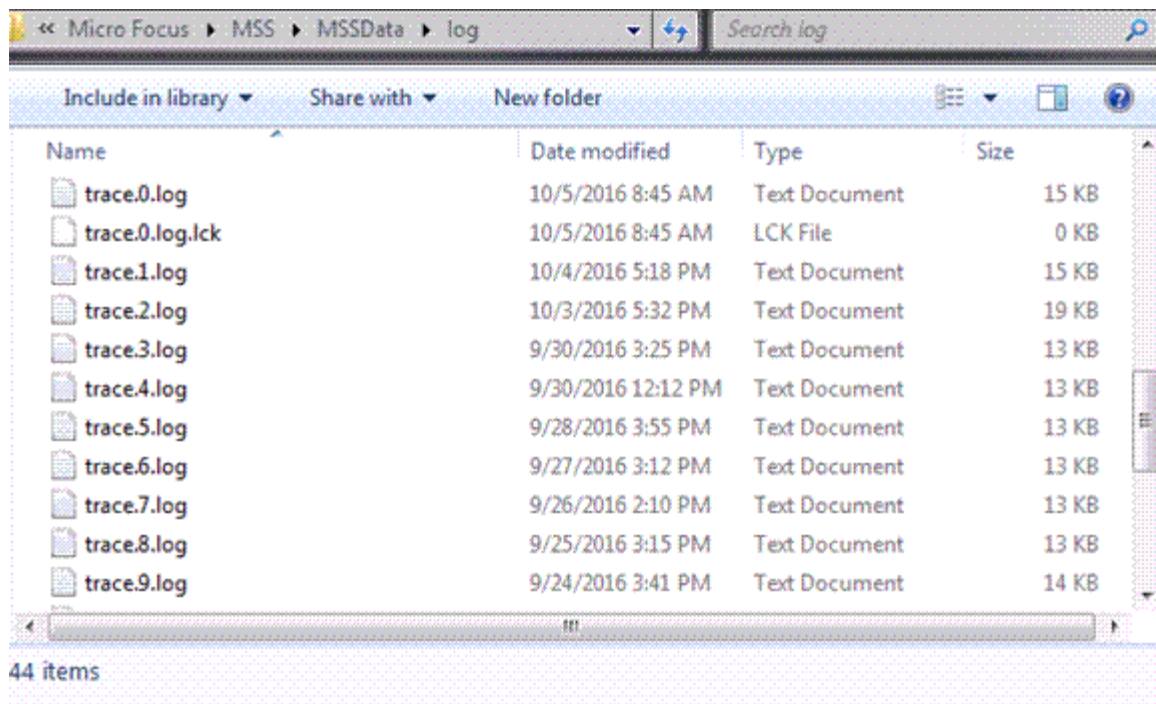 « Micro Focus ▸ MSS ▸ MSSData ▸ log Search log
Include in library Share with New folder
Name Date modified Type Size
trace.0.log 10/5/2016 8:45 AM Text Document 15 KB
trace.0.log.lck 10/5/2016 8:45 AM LCK File 0 KB
trace.1.log 10/4/2016 5:18 PM Text Document 15 KB
trace.2.log 10/3/2016 5:32 PM Text Document 19 KB
trace.3.log 9/30/2016 3:25 PM Text Document 13 KB
trace.4.log 9/30/2016 12:12 PM Text Document 13 KB
trace.5.log 9/28/2016 3:55 PM Text Document 13 KB
trace.6.log 9/27/2016 3:12 PM Text Document 13 KB
trace.7.log 9/26/2016 2:10 PM Text Document 13 KB
trace.8.log 9/25/2016 3:15 PM Text Document 13 KB
trace.9.log 9/24/2016 3:41 PM Text Document 14 KB
44 items